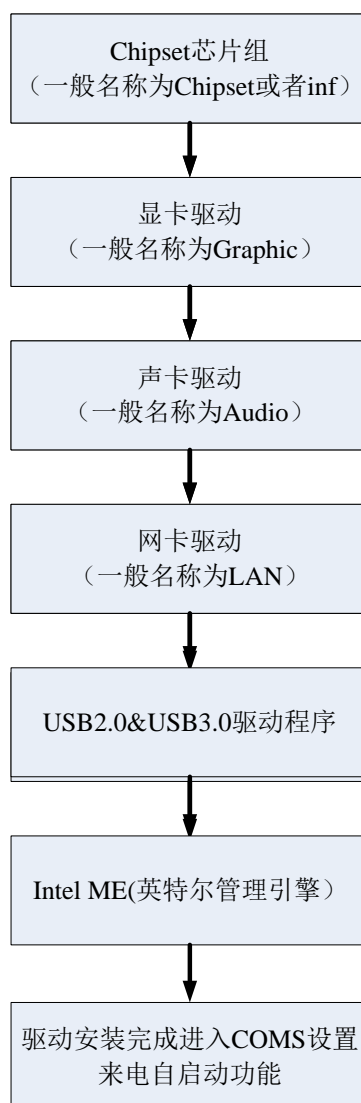 Chipset芯片组
（一般名称为Chipset或者inf）
显卡驱动
（一般名称为Graphic）
声卡驱动
（一般名称为Audio）
网卡驱动
（一般名称为LAN）
USB2.0&USB3.0驱动程序
Intel ME(英特尔管理引擎）
驱动安装完成进入COMS设置
来电自启动功能